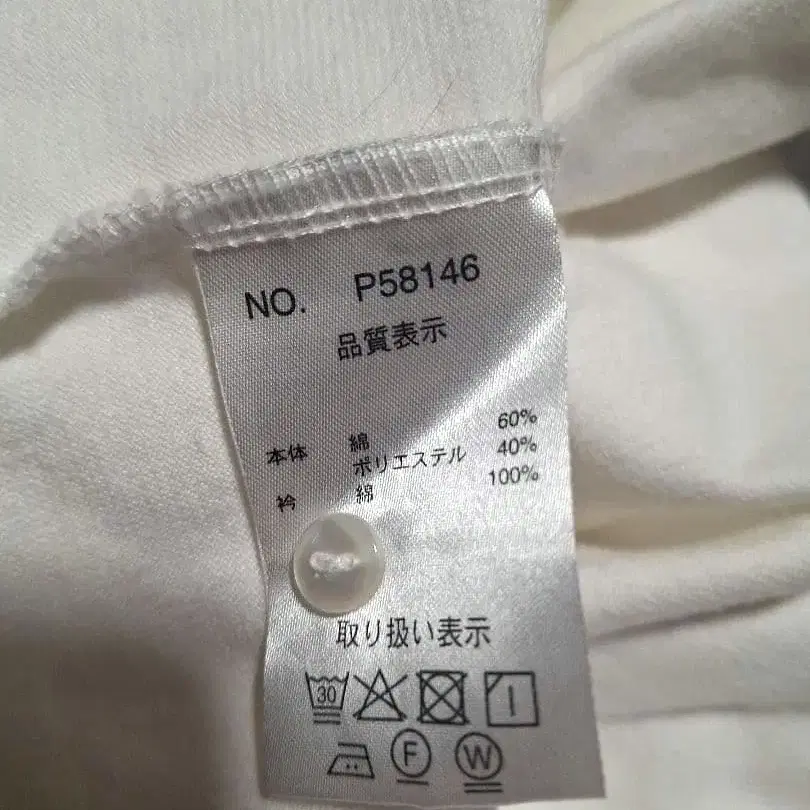 NO. P58146
品質表示
本体 綿 60%
ポリエステル 40%
衿 綿 100%
取り扱い表示
30
F W